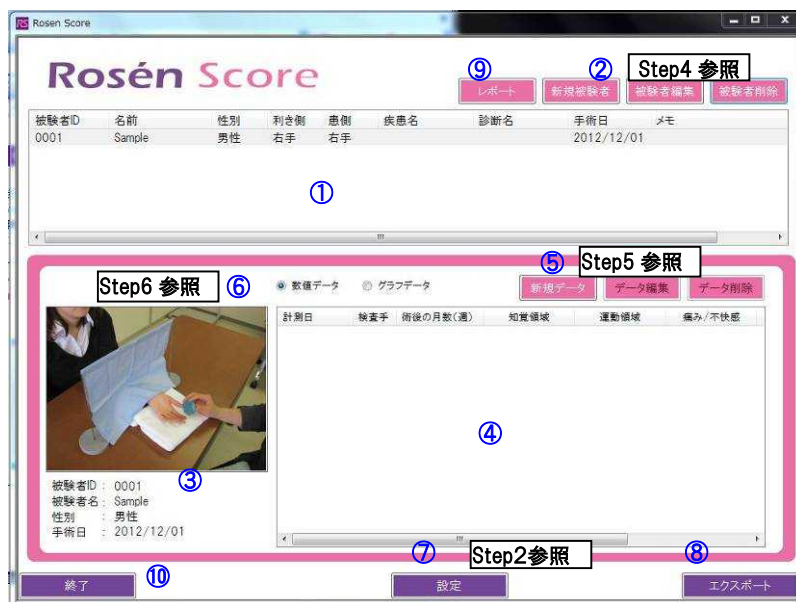 RS Rosen Score
Rosén Score
⑨ ② Step4 参照
レポート 新規被験者 被験者編集 被験者削除
被験者ID 名前 性別 利き側 患側 疾患名 診断名 手術日 メモ
0001 Sample 男性 右手 右手 2012/12/01
①
⑤ Step5 参照
Step6 参照 ⑥ 数値データ グラフデータ 新規データ データ編集 データ削除
計測日 検査手 術後の月数(週) 知覚領域 運動領域 痛み/不快感
④
③
被験者ID : 0001
被験者名 : Sample
性別 : 男性
手術日 : 2012/12/01
⑦ Step2参照 ⑧
終了 ⑩ 設定 エクスポート